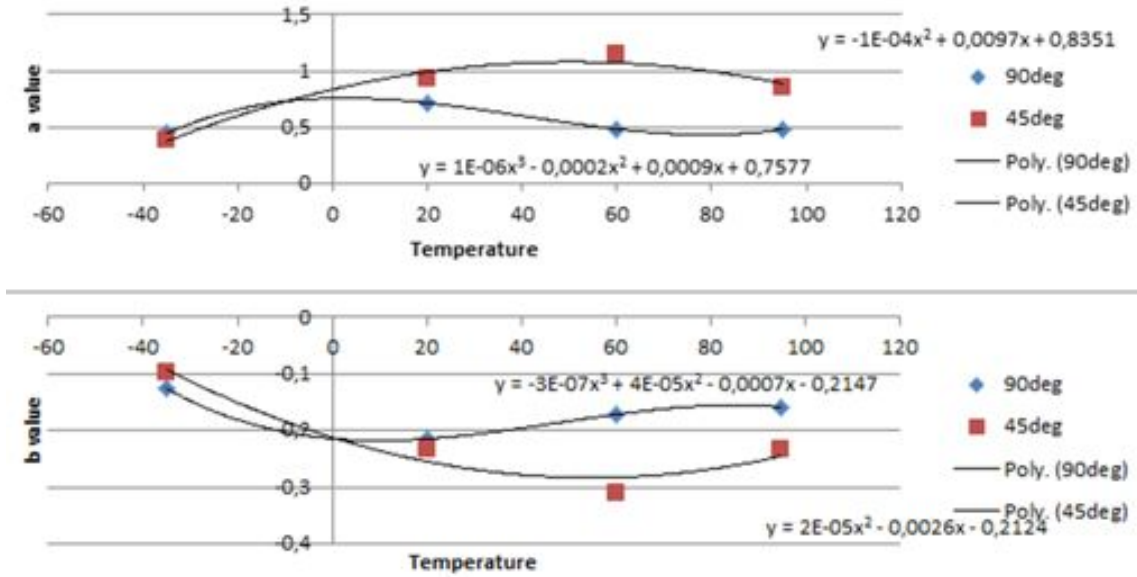 1,5
y = -1E-04x² + 0,0097x + 0,8351
1
0,5
0
a value
y = 1E-06x³ - 0,0002x² + 0,0009x + 0,7577
-60 -40 -20 0 20 40 60 80 100 120
Temperature
90deg
45deg
Poly. (90deg)
Poly. (45deg)
0
-60 -40 -20 0 20 40 60 80 100 120
-0,1
y = -3E-07x³ + 4E-05x² - 0,0007x - 0,2147
-0,2
-0,3
-0,4
b value
y = 2E-05x² - 0,0026x - 0,2124
Temperature
90deg
45deg
Poly. (90deg)
Poly. (45deg)